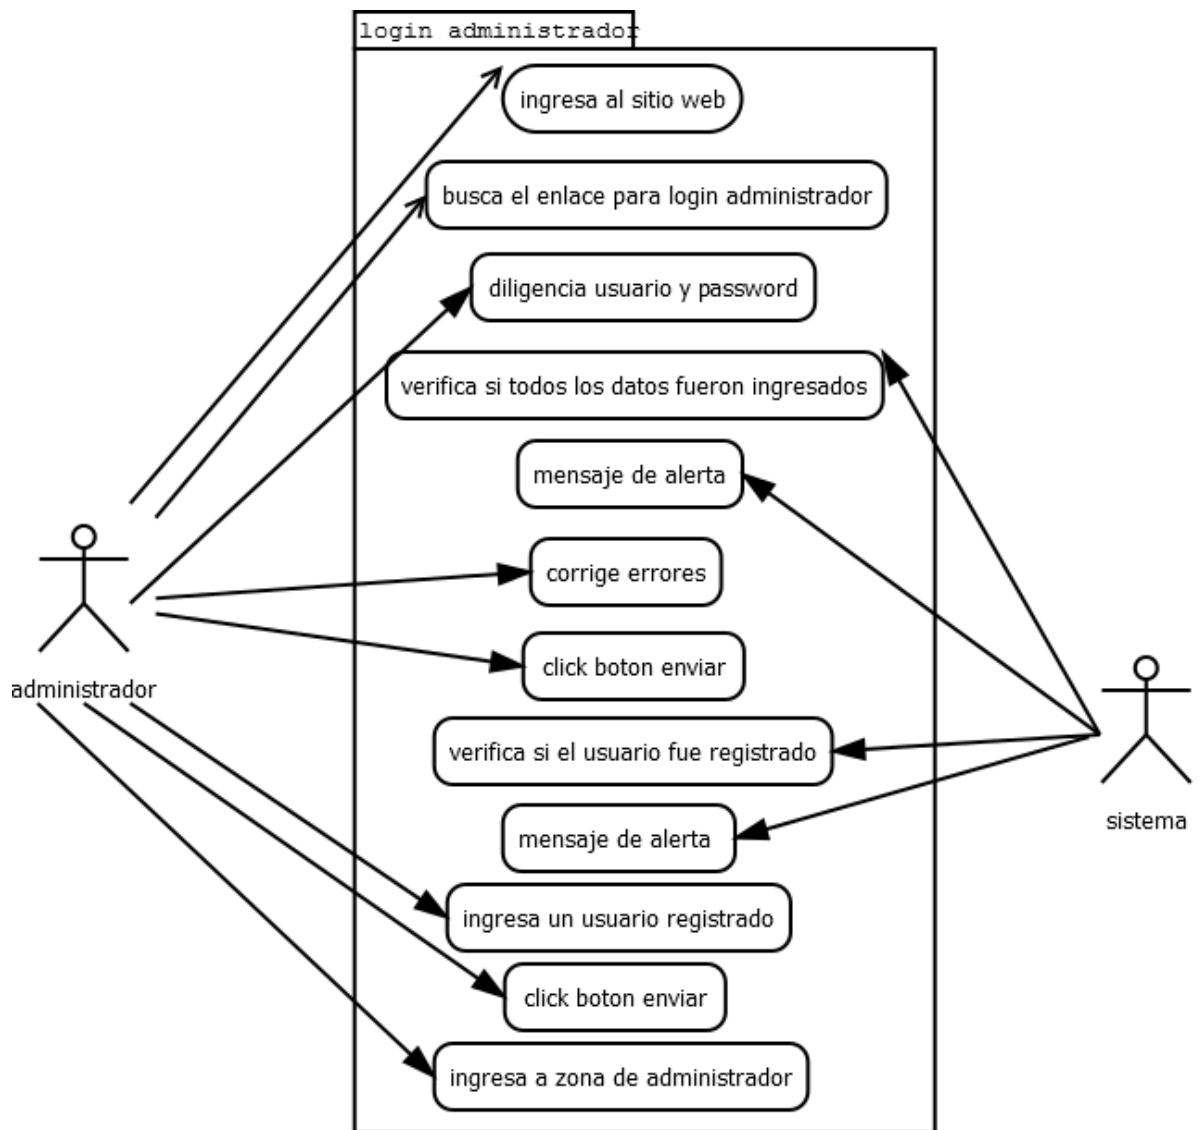 login administrador
ingresa al sitio web
busca el enlace para login administrador
diligencia usuario y password
verifica si todos los datos fueron ingresados
mensaje de alerta
corrige errores
click boton enviar
administrador
verifica si el usuario fue registrado
sistema
mensaje de alerta
ingresa un usuario registrado
click boton enviar
ingresa a zona de administrador